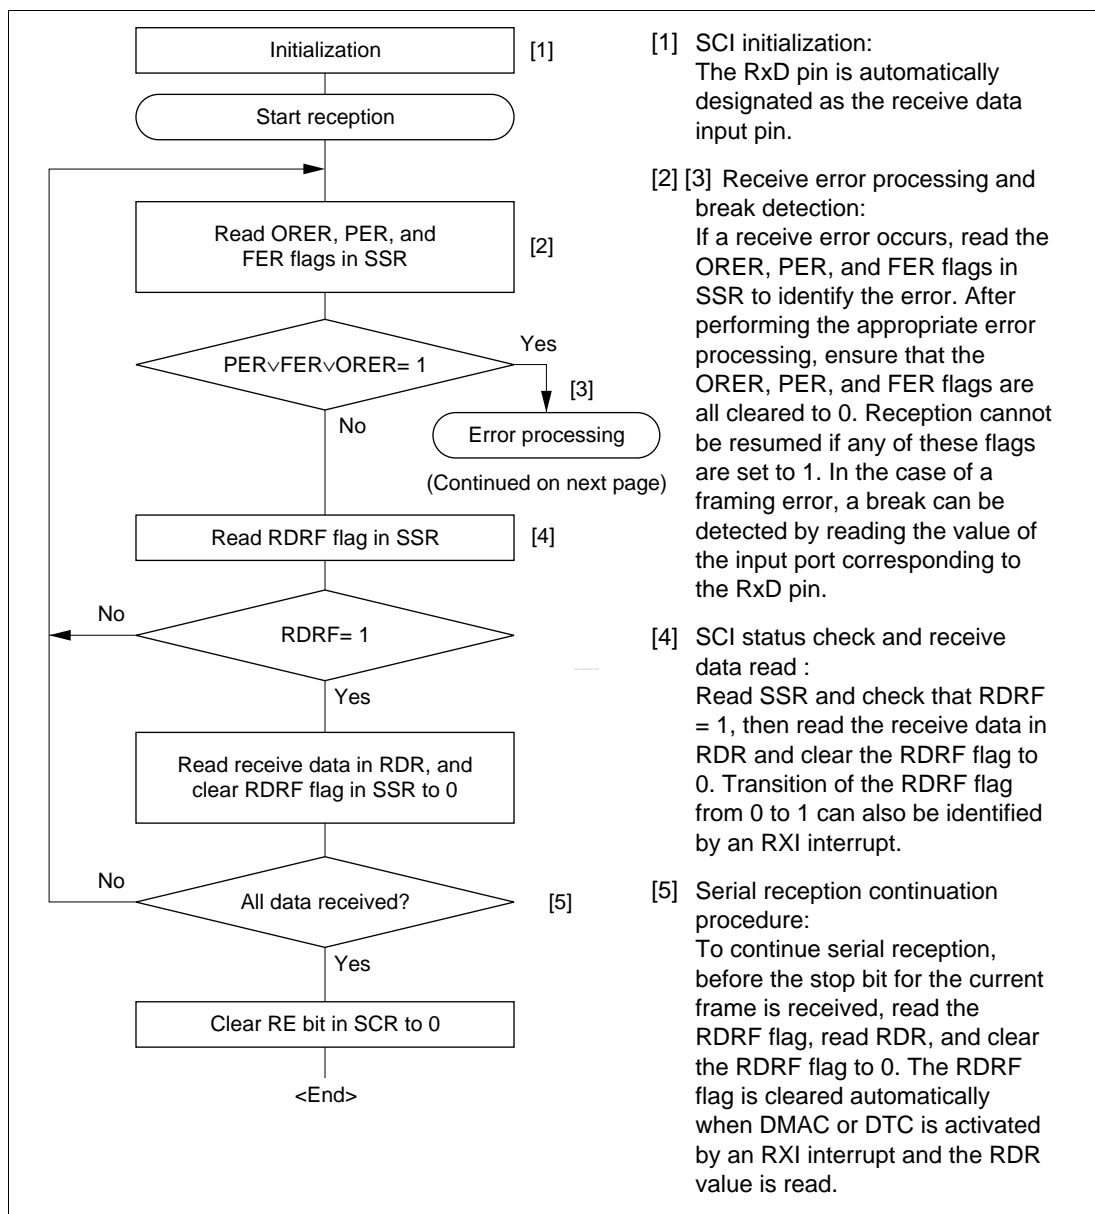 Initialization
[1]
Start reception
Read ORER, PER, and
FER flags in SSR
[2]
PER∨FER∨ORER= 1
Yes
No
[3]
Error processing
(Continued on next page)
Read RDRF flag in SSR
[4]
No
RDRF= 1
Yes
Read receive data in RDR, and
clear RDRF flag in SSR to 0
No
All data received?
[5]
Yes
Clear RE bit in SCR to 0
<End>
[1] SCI initialization:
The RxD pin is automatically
designated as the receive data
input pin.
[2] [3] Receive error processing and
break detection:
If a receive error occurs, read the
ORER, PER, and FER flags in
SSR to identify the error. After
performing the appropriate error
processing, ensure that the
ORER, PER, and FER flags are
all cleared to 0. Reception cannot
be resumed if any of these flags
are set to 1. In the case of a
framing error, a break can be
detected by reading the value of
the input port corresponding to
the RxD pin.
[4] SCI status check and receive
data read :
Read SSR and check that RDRF
= 1, then read the receive data in
RDR and clear the RDRF flag to
0. Transition of the RDRF flag
from 0 to 1 can also be identified
by an RXI interrupt.
[5] Serial reception continuation
procedure:
To continue serial reception,
before the stop bit for the current
frame is received, read the
RDRF flag, read RDR, and clear
the RDRF flag to 0. The RDRF
flag is cleared automatically
when DMAC or DTC is activated
by an RXI interrupt and the RDR
value is read.